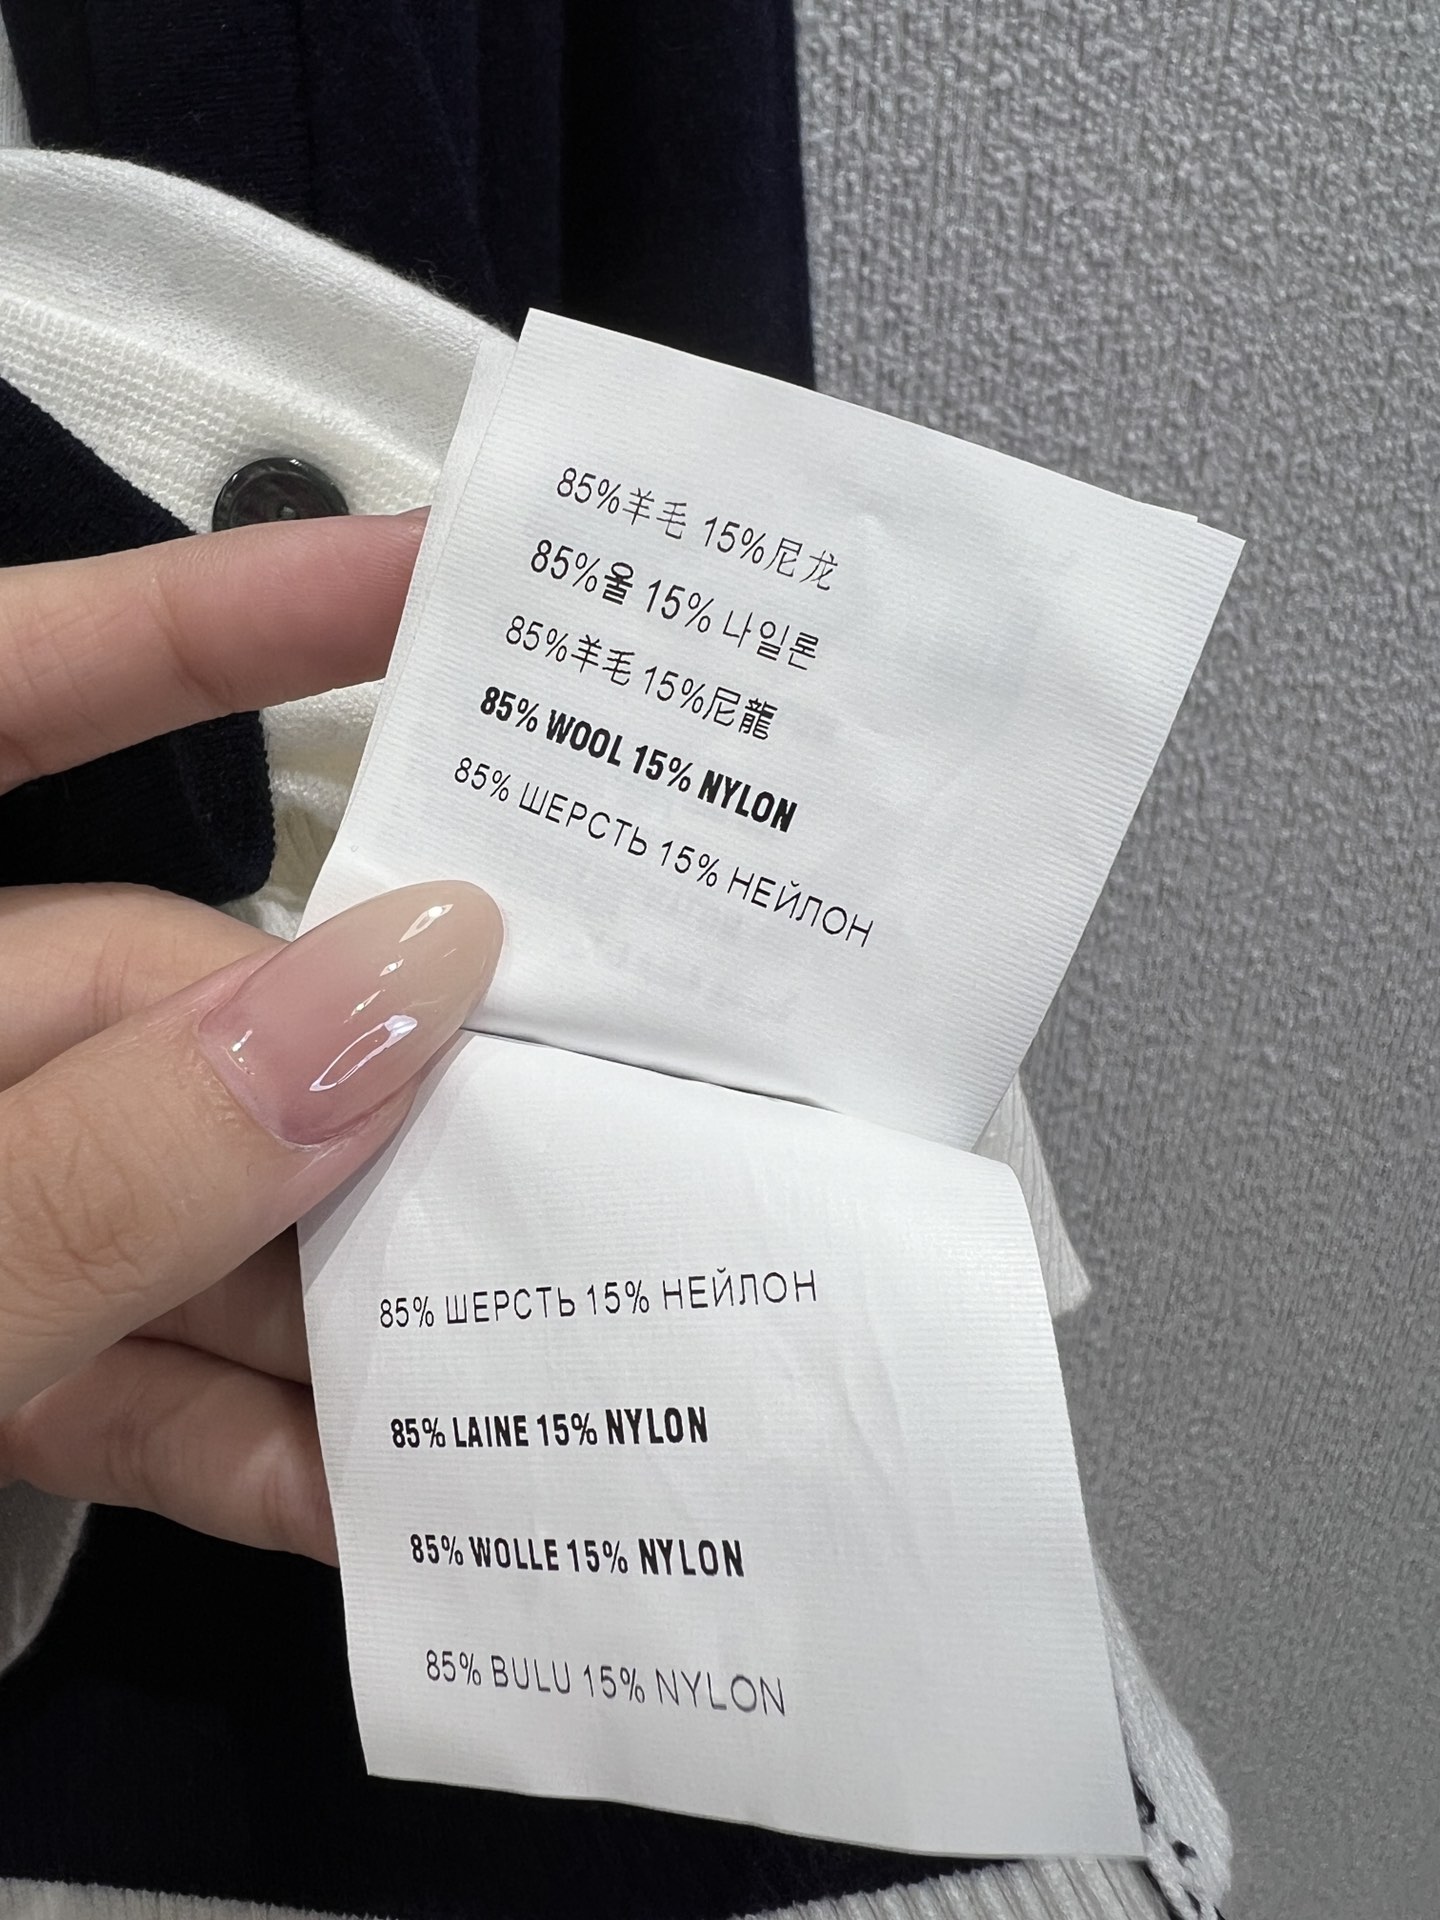 85%羊毛 15%尼龙
85%울 15% 나일론
85%羊毛 15%尼龍
85% WOOL 15% NYLON
85% ШЕРСТЬ 15% НЕЙЛОН
85% ШЕРСТЬ 15% НЕЙЛОН
85% LAINE 15% NYLON
85% WOLLE 15% NYLON
85% BULU 15% NYLON